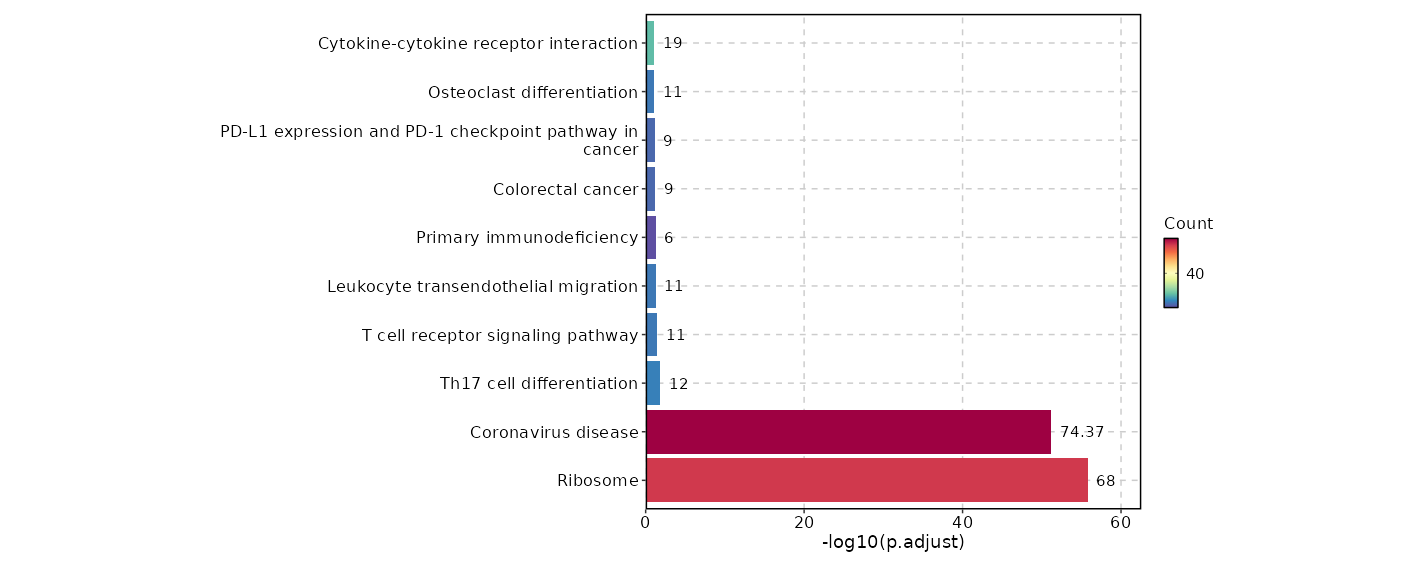 Cytokine-cytokine receptor interaction 19
Osteoclast differentiation 11
PD-L1 expression and PD-1 checkpoint pathway in
cancer 9
Colorectal cancer 9
Primary immunodeficiency 6
Leukocyte transendothelial migration 11
T cell receptor signaling pathway 11
Th17 cell differentiation 12
Coronavirus disease 74.37
Ribosome 68
0 20 40 60
-log10(p.adjust)
Count
40